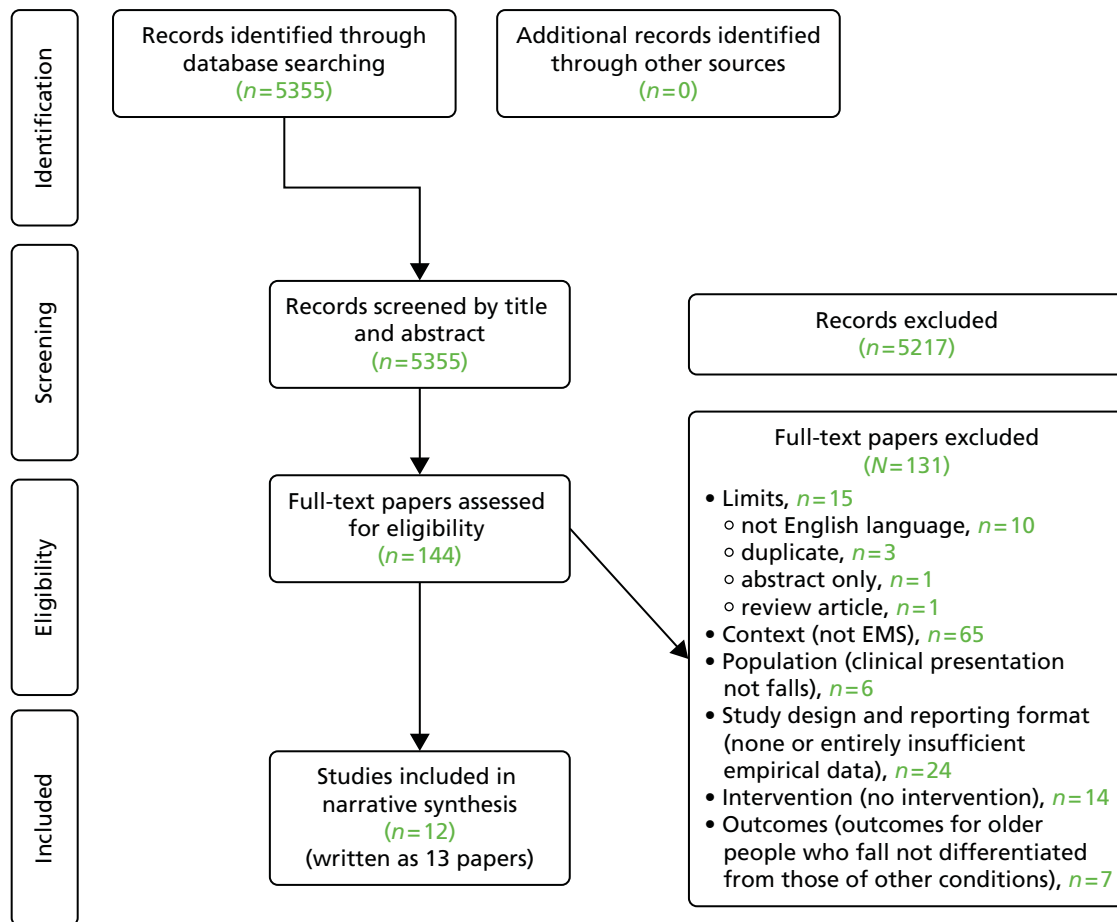 Identification
Records identified through
database searching
(n=5355)
Additional records identified
through other sources
(n=0)
Screening
Records screened by title
and abstract
(n=5355)
Records excluded
(n=5217)
Eligibility
Full-text papers assessed
for eligibility
(n=144)
Full-text papers excluded
(N=131)
• Limits, n=15
○ not English language, n=10
○ duplicate, n=3
○ abstract only, n=1
○ review article, n=1
• Context (not EMS), n=65
• Population (clinical presentation
not falls), n=6
• Study design and reporting format
(none or entirely insufficient
empirical data), n=24
• Intervention (no intervention), n=14
• Outcomes (outcomes for older
people who fall not differentiated
from those of other conditions), n=7
Included
Studies included in
narrative synthesis
(n=12)
(written as 13 papers)